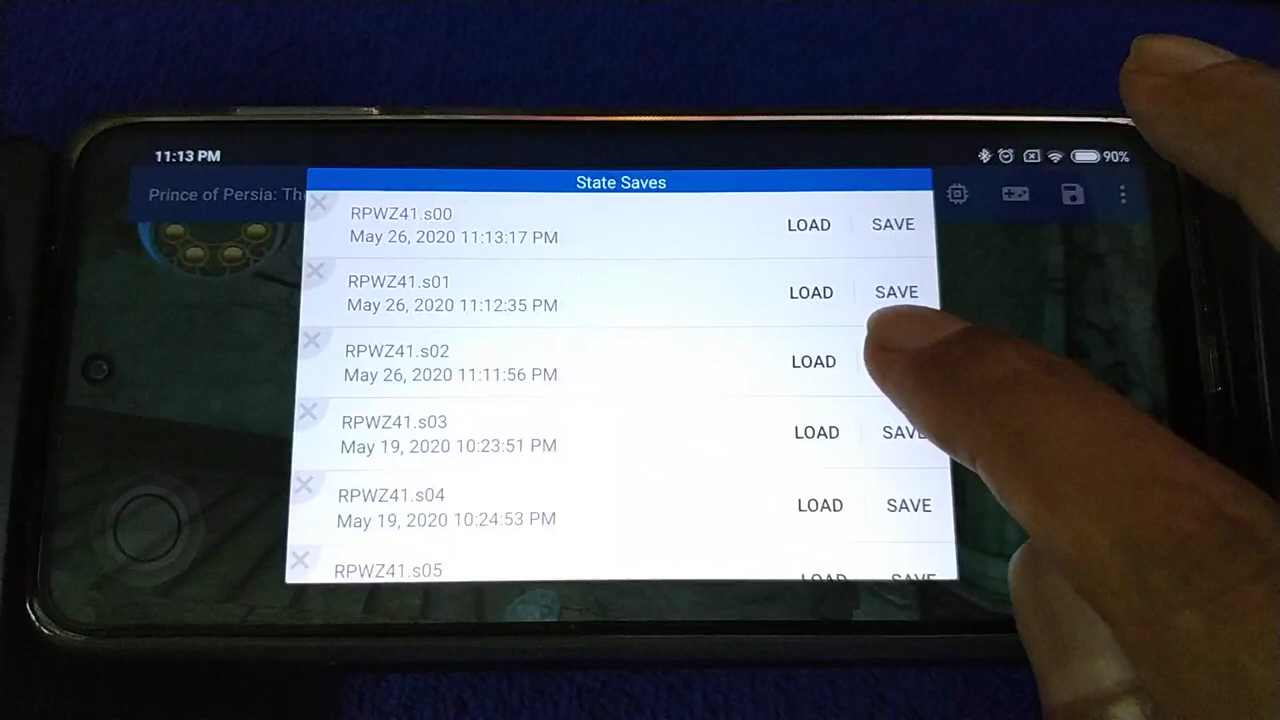 11:13 PM
90%
Prince of Persia: Th
State Saves
RPWZ41.s00
May 26, 2020 11:13:17 PM
LOAD
SAVE
RPWZ41.s01
May 26, 2020 11:12:35 PM
LOAD
SAVE
RPWZ41.s02
May 26, 2020 11:11:56 PM
LOAD
RPWZ41.s03
May 19, 2020 10:23:51 PM
LOAD
SAVE
RPWZ41.s04
May 19, 2020 10:24:53 PM
LOAD
SAVE
RPWZ41.s05
LOAD
SAVE